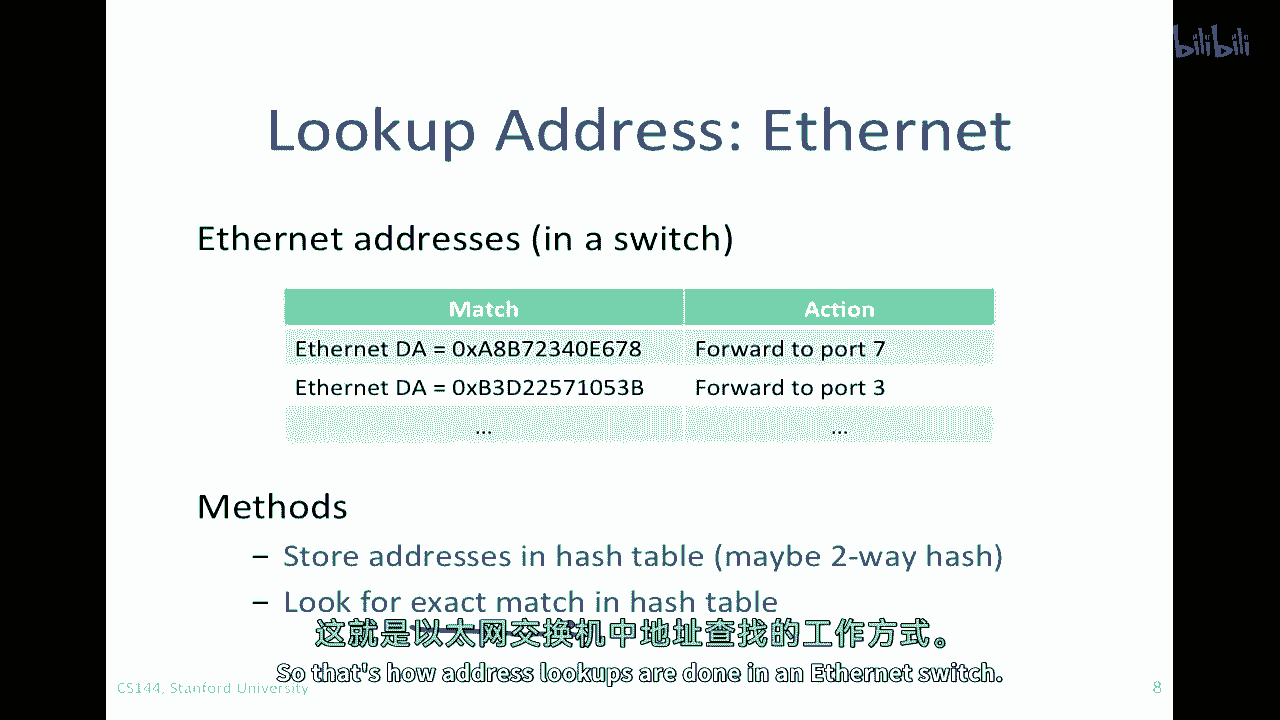 bilibili
Lookup Address: Ethernet
Ethernet addresses (in a switch)
Match Action
Ethernet DA = 0xA8B72340E678 Forward to port 7
Ethernet DA = 0xB3D22571053B Forward to port 3
... ...
Methods
– Store addresses in hash table (maybe 2-way hash)
– Look for exact match in hash table
这就是以太网交换机中地址查找的工作方式。
So that's how address lookups are done in an Ethernet switch.
CS144, Stanford University 8